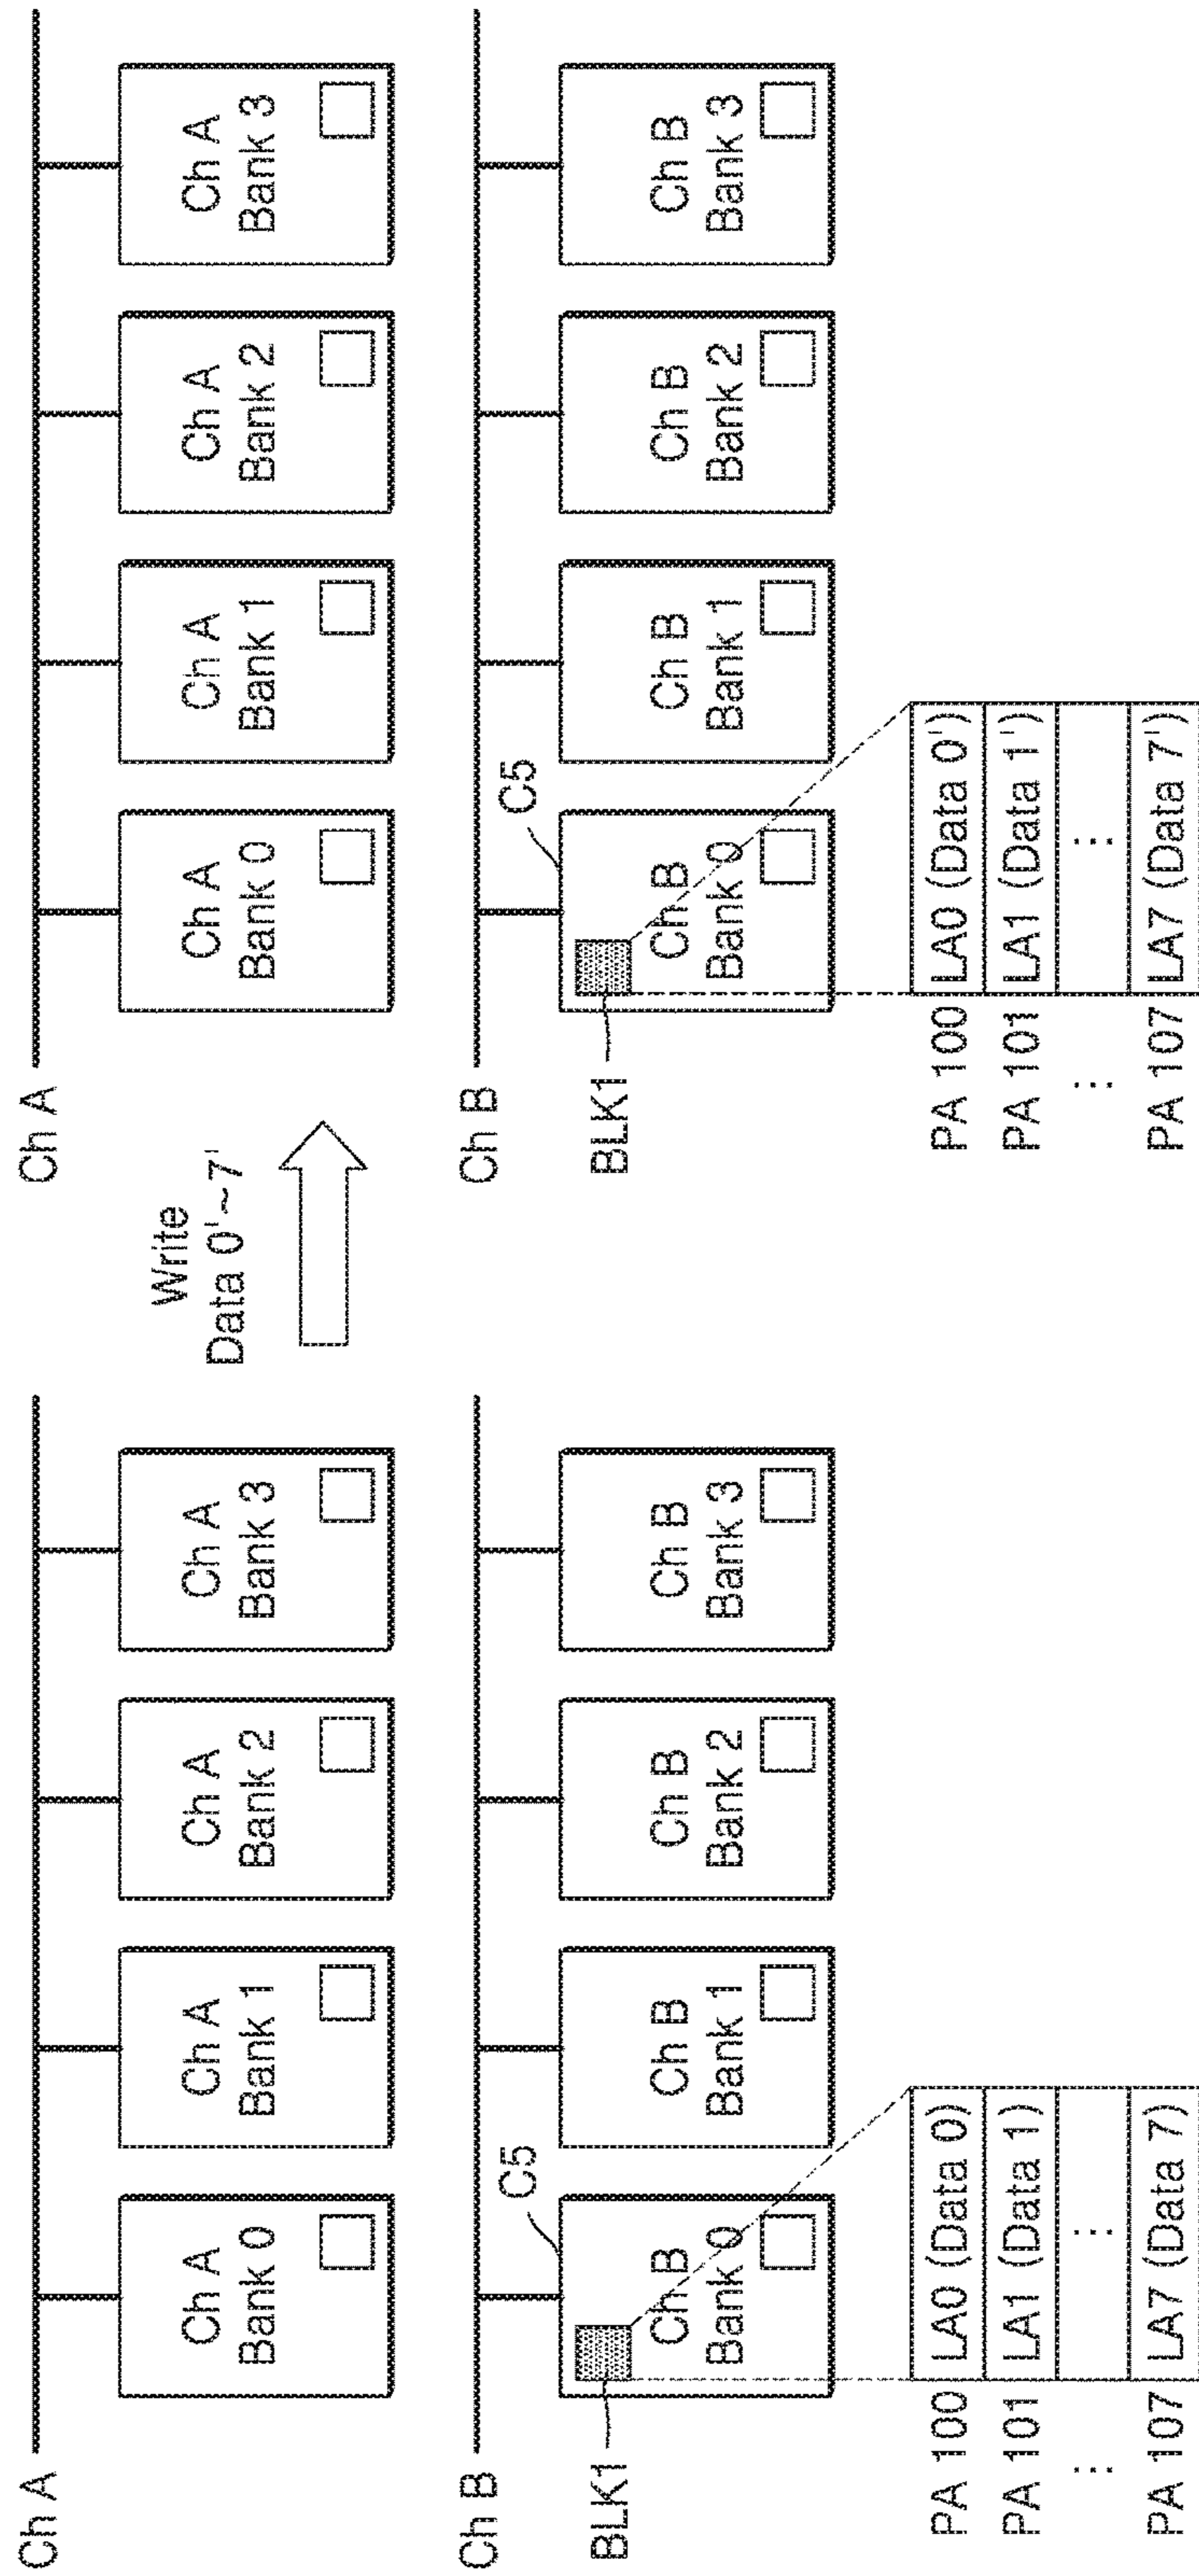 Ch A
Ch A
Bank 0
Ch A
Bank 1
Ch A
Bank 2
Ch A
Bank 3
Ch B
C5
BLK1
Ch B
Bank 0
Ch B
Bank 1
Ch B
Bank 2
Ch B
Bank 3
PA 100 LA0 (Data 0)
PA 101 LA1 (Data 1)
⋮ ⋮
PA 107 LA7 (Data 7)
Write
Data 0'~7'
Ch A
Ch A
Bank 0
Ch A
Bank 1
Ch A
Bank 2
Ch A
Bank 3
Ch B
C5
BLK1
Ch B
Bank 0
Ch B
Bank 1
Ch B
Bank 2
Ch B
Bank 3
PA 100 LA0 (Data 0')
PA 101 LA1 (Data 1')
⋮ ⋮
PA 107 LA7 (Data 7')